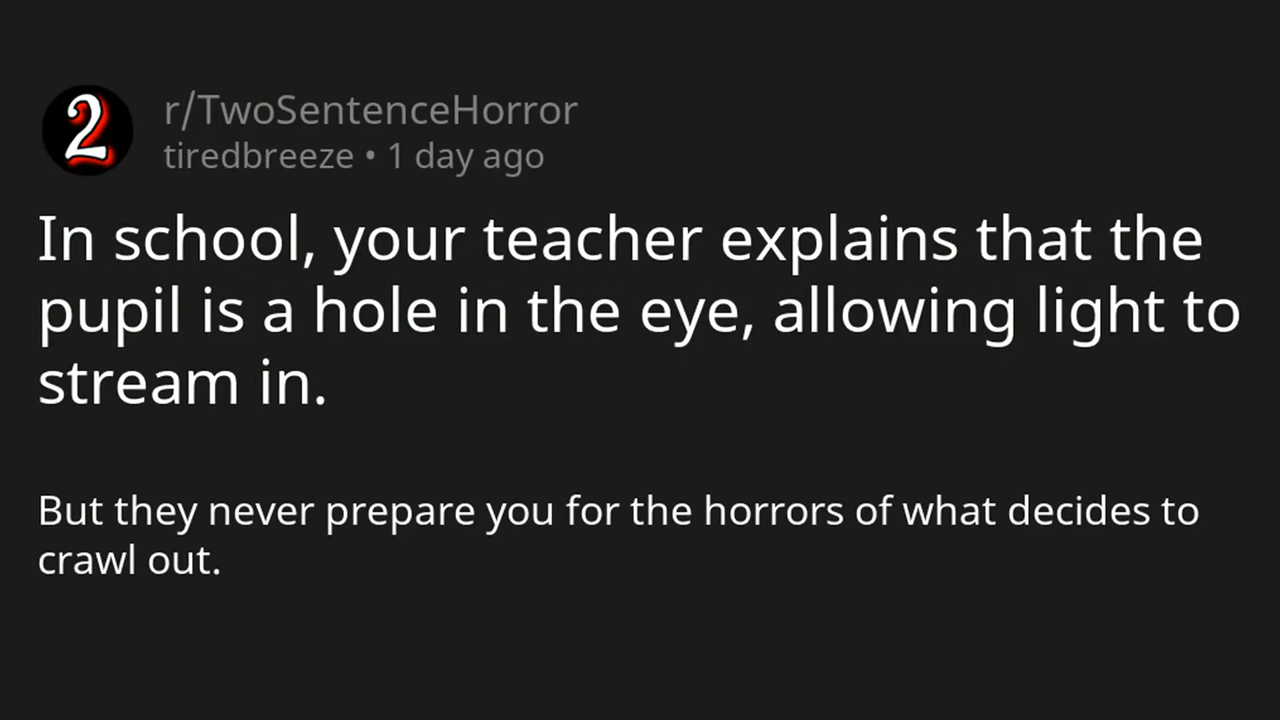 2
r/TwoSentenceHorror
tiredbreeze • 1 day ago
In school, your teacher explains that the
pupil is a hole in the eye, allowing light to
stream in.
But they never prepare you for the horrors of what decides to
crawl out.